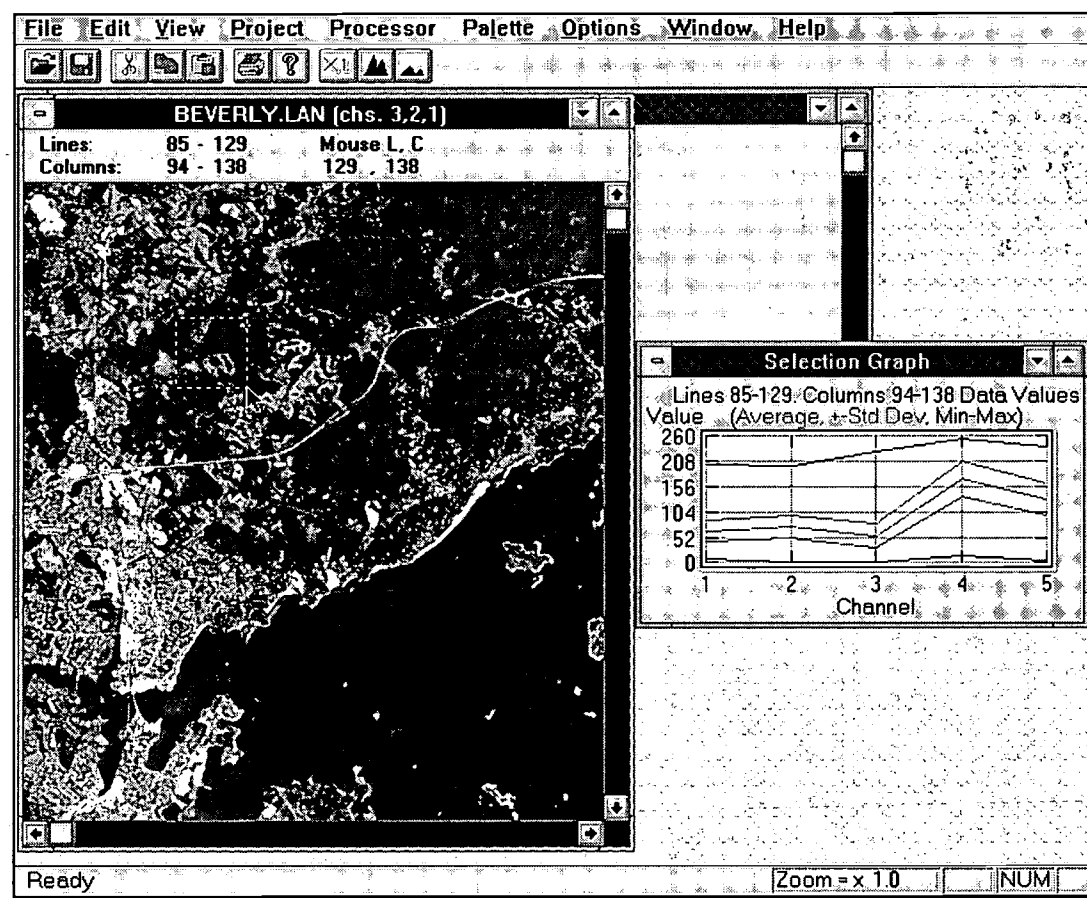 File Edit View Project Processor Palette Options Window Help
BEVERLY.LAN (chs. 3,2,1)
Lines: 85 - 129 Mouse L, C
Columns: 94 - 138 129 , 138
Selection Graph
Lines 85-129. Columns 94-138 Data Values
Value (Average, +-Std Dev, Min-Max)
260
208
156
104
52
0
1 2 3 4 5
Channel
Ready Zoom = x 1.0 NUM